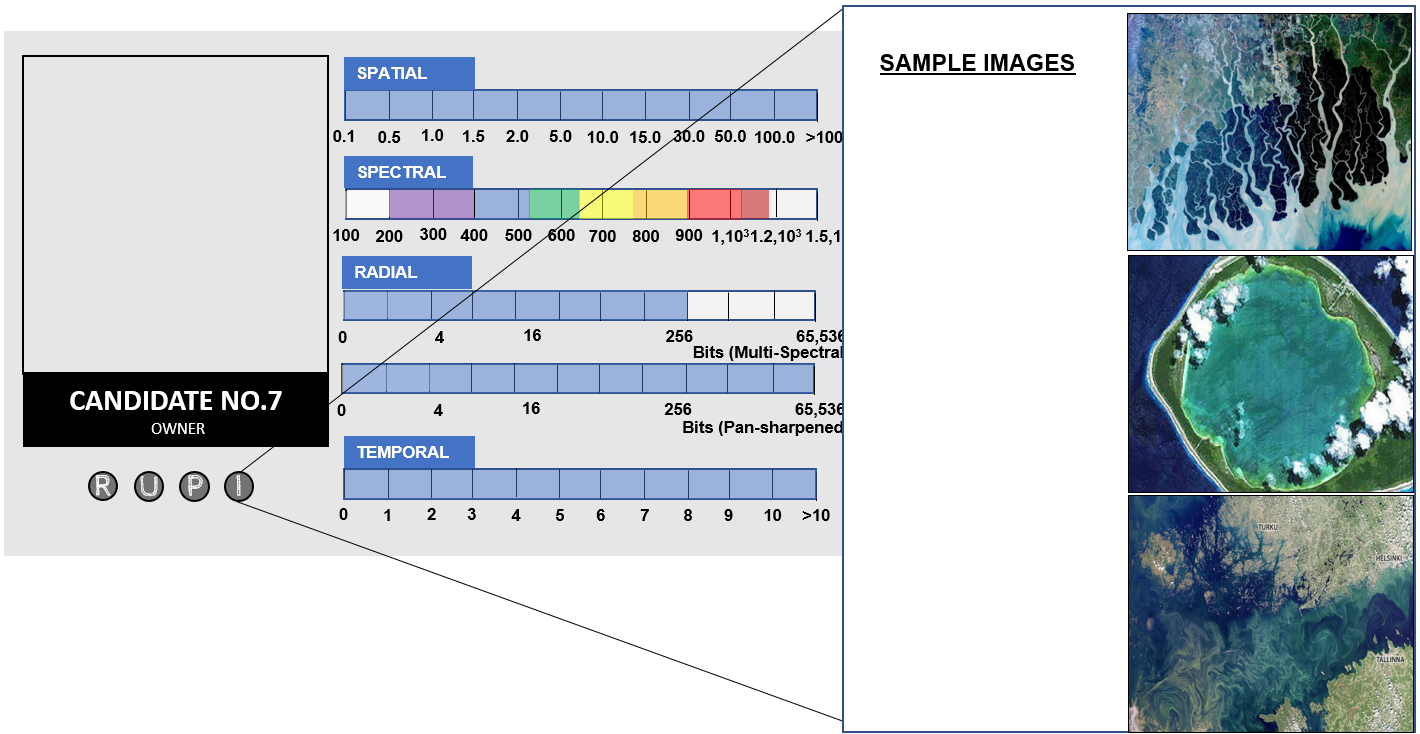 SAMPLE IMAGES
SPATIAL
0.1 0.5 1.0 1.5 2.0 5.0 10.0 15.0 30.0 50.0 100.0 >100
SPECTRAL
100 200 300 400 500 600 700 800 900 1,10³ 1.2,10³ 1.5,1
RADIAL
0 4 16 256 65,536
Bits (Multi-Spectral
0 4 16 256 65,536
Bits (Pan-sharpened
CANDIDATE NO.7
OWNER
R U P I
TEMPORAL
0 1 2 3 4 5 6 7 8 9 10 >10
TURKU
HELSINKI
TALLINNA